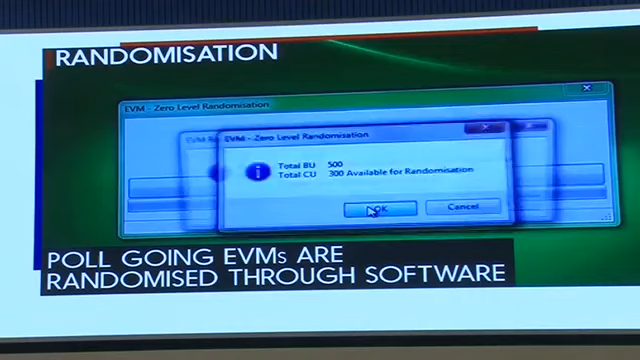 RANDOMISATION
EVM - Zero Level Randomisation
EVM - Zero Level Randomisation
Total BU 500
Total CU 300 Available for Randomisation
OK
Cancel
POLL GOING EVMs ARE
RANDOMISED THROUGH SOFTWARE